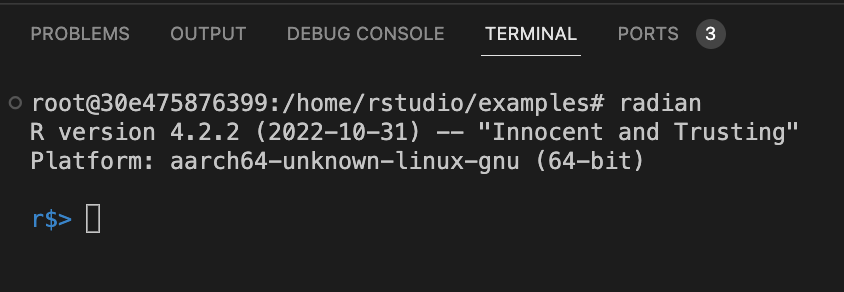 PROBLEMS OUTPUT DEBUG CONSOLE TERMINAL PORTS 3
root@30e475876399:/home/rstudio/examples# radian
R version 4.2.2 (2022-10-31) -- "Innocent and Trusting"
Platform: aarch64-unknown-linux-gnu (64-bit)
r$>